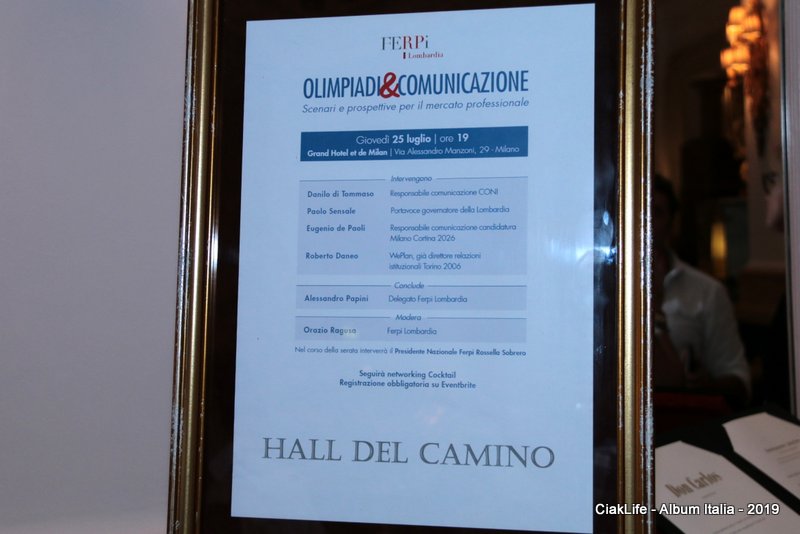 FERPi
Lombardia
OLIMPIADI&COMUNICAZIONE
Scenari e prospettive per il mercato professionale
Giovedì 25 luglio | ore 19
Grand Hotel et de Milan | Via Alessandro Manzoni, 29 - Milano
Intervengono
Danilo di Tommaso Responsabile comunicazione CONI
Paolo Sensale Portavoce governatore della Lombardia
Eugenio de Paoli Responsabile comunicazione candidatura
Milano Cortina 2026
Roberto Daneo WePlan, già direttore relazioni
istituzionali Torino 2006
Conclude
Alessandro Papini Delegato Ferpi Lombardia
Modera
Orazio Ragusa Ferpi Lombardia
Nel corso della serata interverrà il Presidente Nazionale Ferpi Rossella Sobrero
Seguirà networking Cocktail
Registrazione obbligatoria su Eventbrite
HALL DEL CAMINO
Don Carlos
CiakLife - Album Italia - 2019